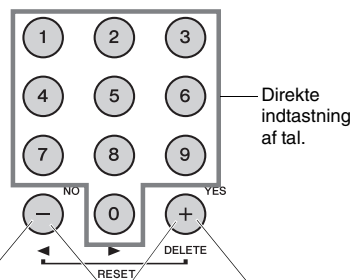 1 2 3
4 5 6
Direkte
indtastning
af tal.
7 8 9
NO YES
− 0 +
◄ ► DELETE
RESET